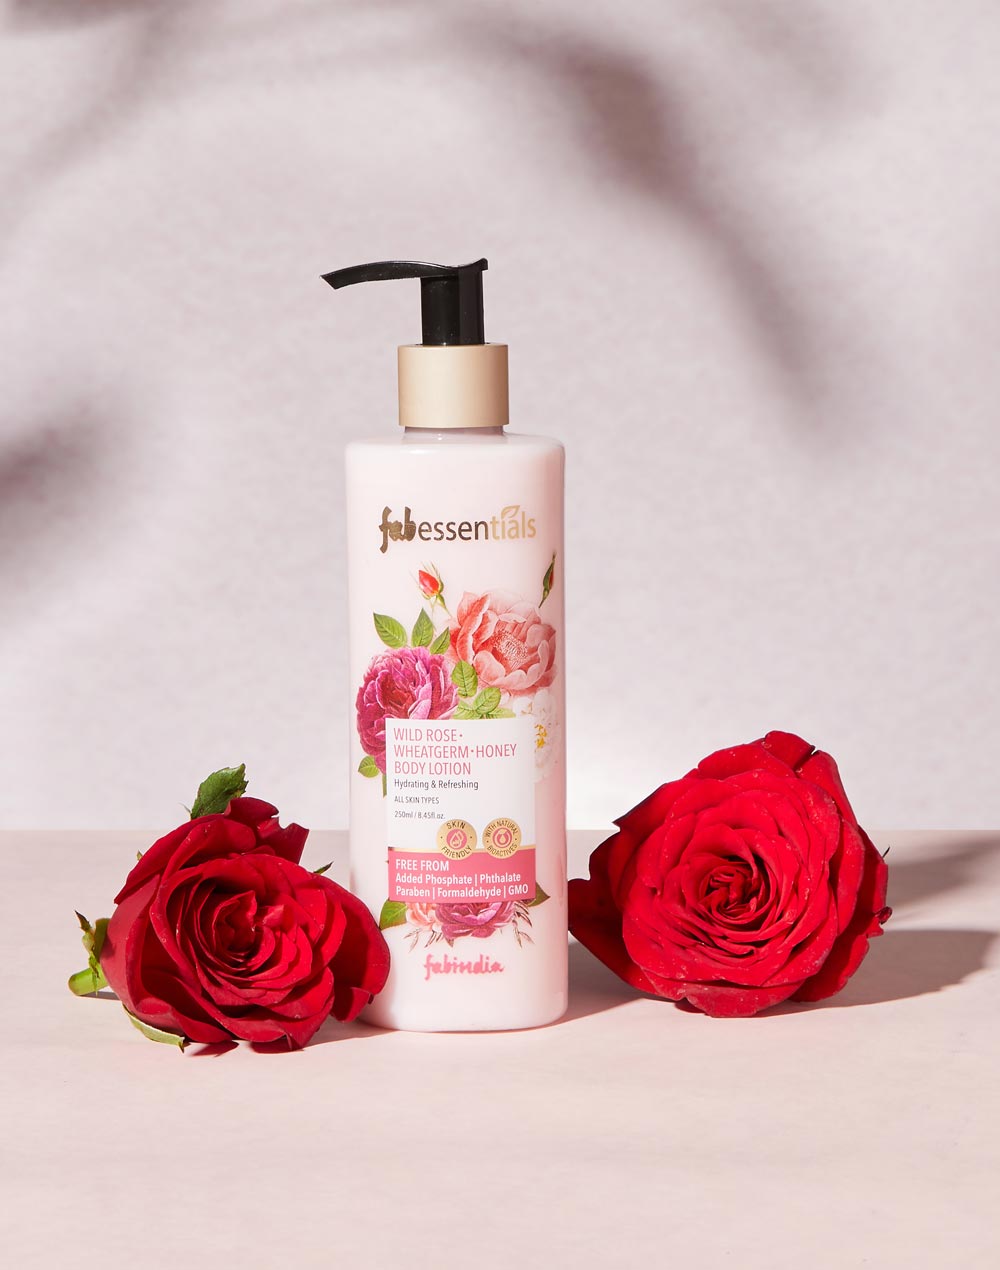 fabessentials
WILD ROSE•
WHEATGERM•HONEY
BODY LOTION
Hydrating & Refreshing
ALL SKIN TYPES
250ml / 8.45fl.oz.
SKIN FRIENDLY
WITH NATURAL BIOACTIVES
FREE FROM
Added Phosphate | Phthalate
Paraben | Formaldehyde | GMO
fabindia